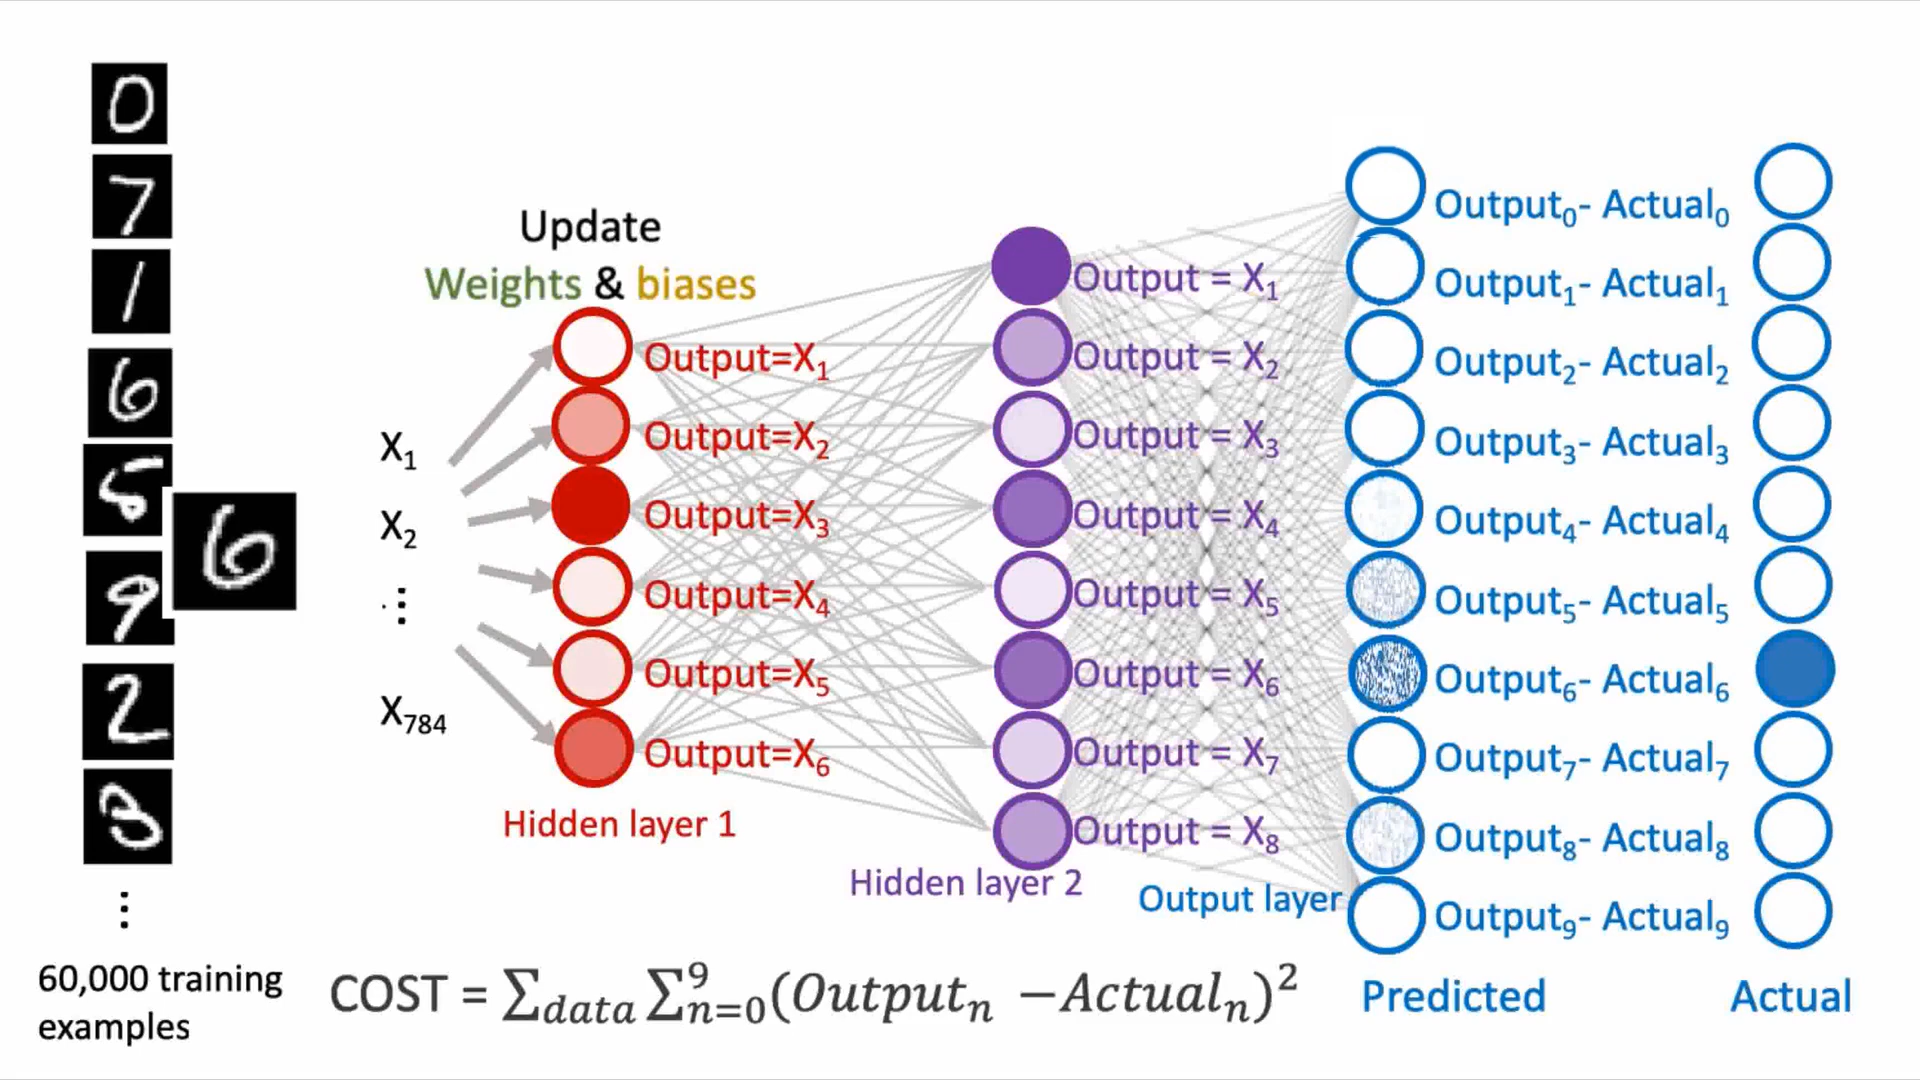 0
7
1
6
5
9
6
2
3
⋮
60,000 training
examples
Update
Weights & biases
X₁
X₂
⋮
X₇₈₄
Output=X₁
Output=X₂
Output=X₃
Output=X₄
Output=X₅
Output=X₆
Hidden layer 1
Output = X₁
Output = X₂
Output = X₃
Output = X₄
Output = X₅
Output = X₆
Output = X₇
Output = X₈
Hidden layer 2
Output layer
Output₀- Actual₀
Output₁- Actual₁
Output₂- Actual₂
Output₃- Actual₃
Output₄- Actual₄
Output₅- Actual₅
Output₆- Actual₆
Output₇- Actual₇
Output₈- Actual₈
Output₉- Actual₉
Predicted
Actual
COST = Σ_data Σ⁹ₙ₌₀(Outputₙ −Actualₙ)²